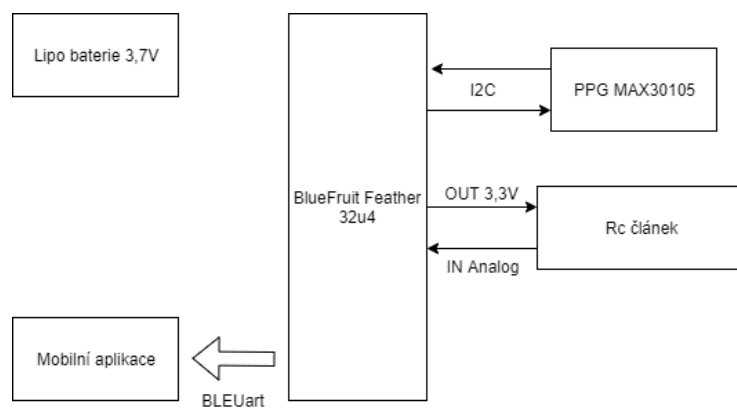 Lipo baterie 3,7V
I2C
PPG MAX30105
BlueFruit Feather
32u4
OUT 3,3V
Rc článek
IN Analog
Mobilní aplikace
BLEUart